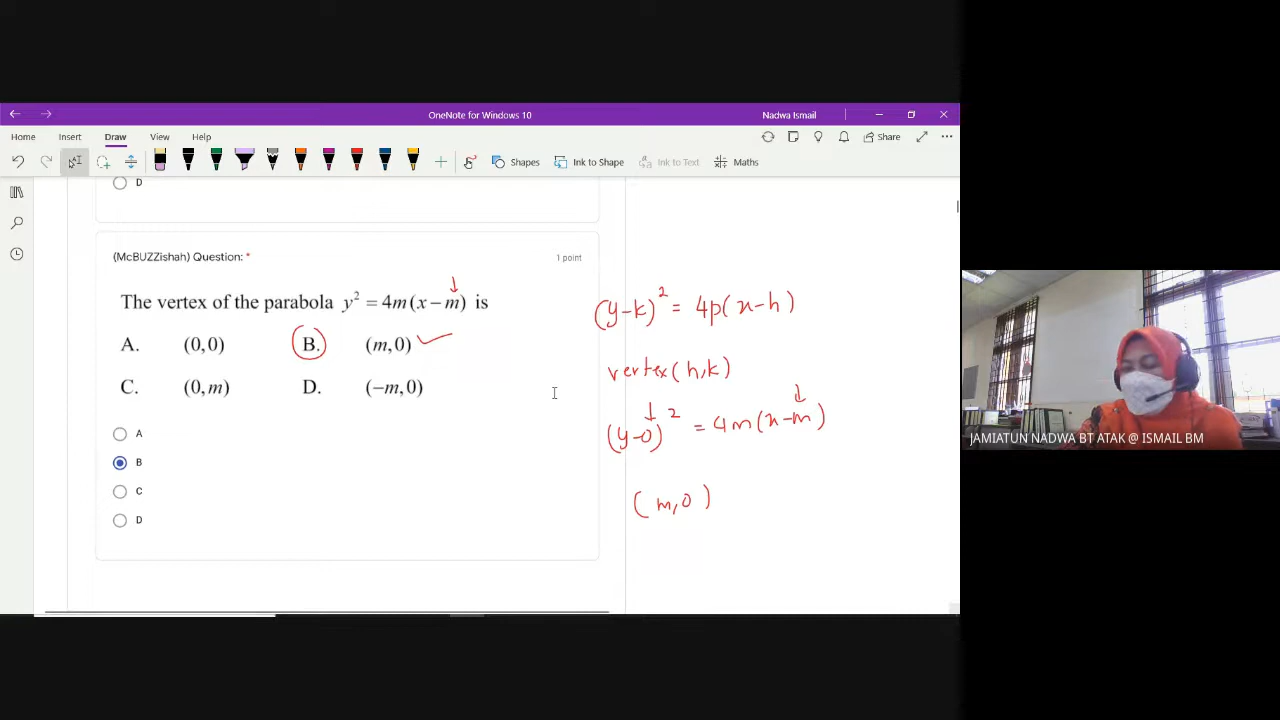 OneNote for Windows 10
Nadwa Ismail
Home Insert Draw View Help
Share
Shapes Ink to Shape Ink to Text Maths
D
(McBUZZishah) Question: *
1 point
The vertex of the parabola y² = 4m(x − m) is
A. (0,0) B. (m,0)
C. (0,m) D. (−m,0)
A
B
C
D
(y-k)² = 4p(x-h)
vertex(h,k)
(y-0)² = 4m(x-m)
(m,0)
JAMIATUN NADWA BT ATAK @ ISMAIL BM